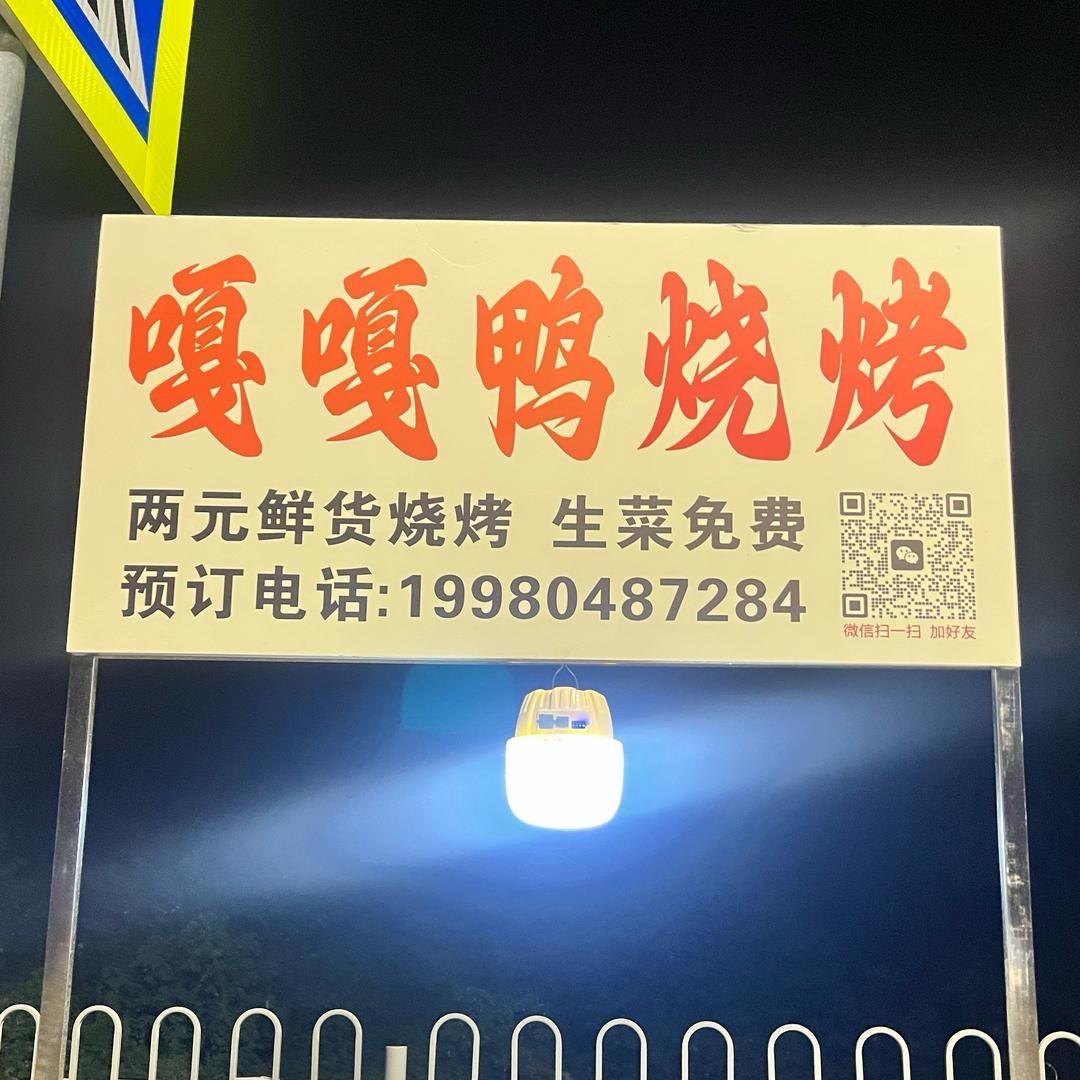 嘎嘎鸭烧烤
两元鲜货烧烤 生菜免费
预订电话:19980487284
微信扫一扫 加好友